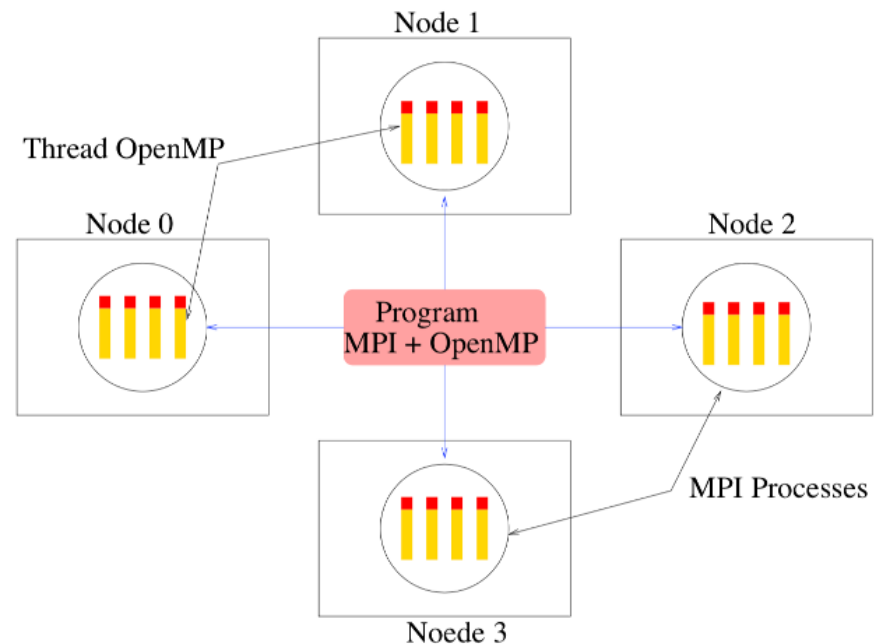 Node 1
Thread OpenMP
Node 0
Node 2
Program
MPI + OpenMP
MPI Processes
Noede 3